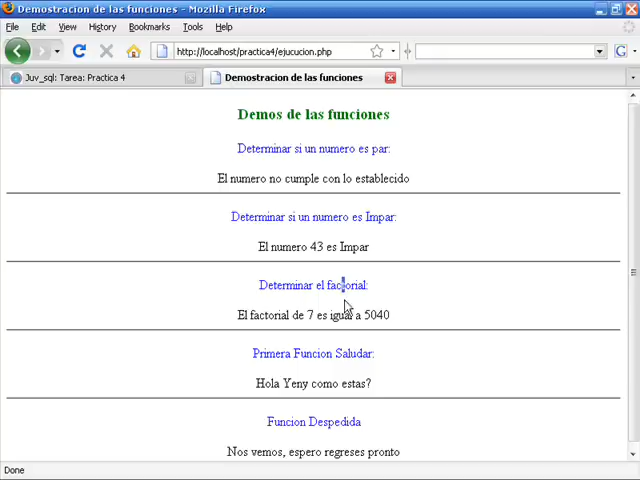 Demostracion de las funciones - Mozilla Firefox
File Edit View History Bookmarks Tools Help
http://localhost/practica4/ejucucion.php
G
Juv_sql: Tarea: Practica 4
Demostracion de las funciones
Demos de las funciones
Determinar si un numero es par:
El numero no cumple con lo establecido
Determinar si un numero es Impar:
El numero 43 es Impar
Determinar el factorial:
El factorial de 7 es igual a 5040
Primera Funcion Saludar:
Hola Yeny como estas?
Funcion Despedida
Nos vemos, espero regreses pronto
Done